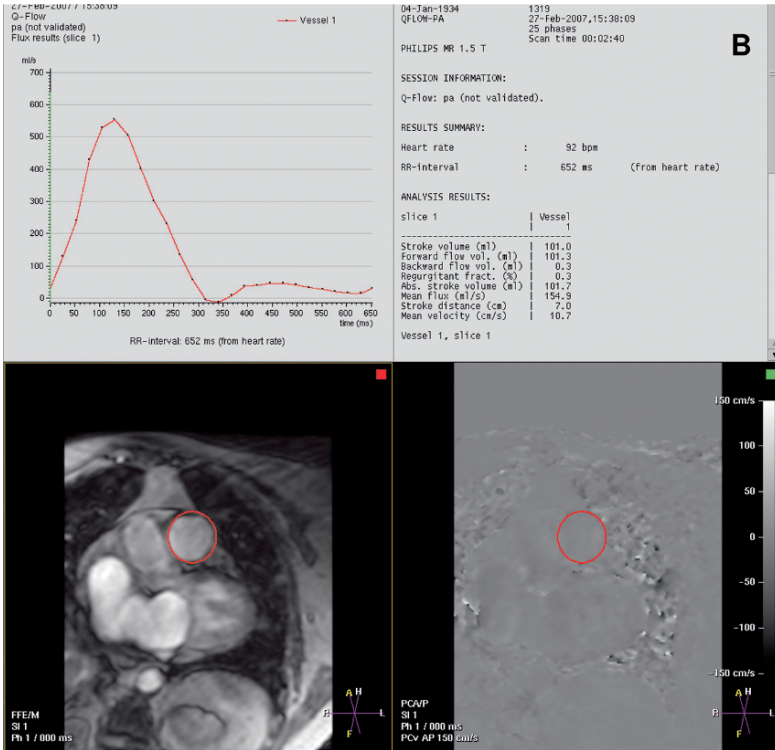 27-Feb-2007 / 15:38:09
Q-Flow
pa (not validated)
Flux results (slice 1)
Vessel 1
ml/s
700
600
500
400
300
200
100
0
0 50 100 150 200 250 300 350 400 450 500 550 600 650
time (ms)
RR-interval: 652 ms (from heart rate)
04-Jan-1934 1319
QFLOW-PA 27-Feb-2007,15:38:09
25 phases
Scan time 00:02:40
PHILIPS MR 1.5 T
B
SESSION INFORMATION:
Q-Flow: pa (not validated).
RESULTS SUMMARY:
Heart rate : 92 bpm
RR-interval : 652 ms (from heart rate)
ANALYSIS RESULTS:
slice 1 | Vessel
| 1
Stroke volume (ml) | 101.0
Forward flow vol. (ml) | 101.3
Backward flow vol. (ml) | 0.3
Regurgitant fract. (%) | 0.3
Abs. stroke volume (ml) | 101.7
Mean flux (ml/s) | 154.9
Stroke distance (cm) | 7.0
Mean velocity (cm/s) | 10.7
Vessel 1, slice 1
FFE/M
Sl 1
Ph 1 / 000 ms
A H
R L
F
150 cm/s
100
50
0
-50
-100
-150 cm/s
PCA/P
Sl 1
Ph 1 / 000 ms
PCv AP 150 cm/s
A H
R L
F